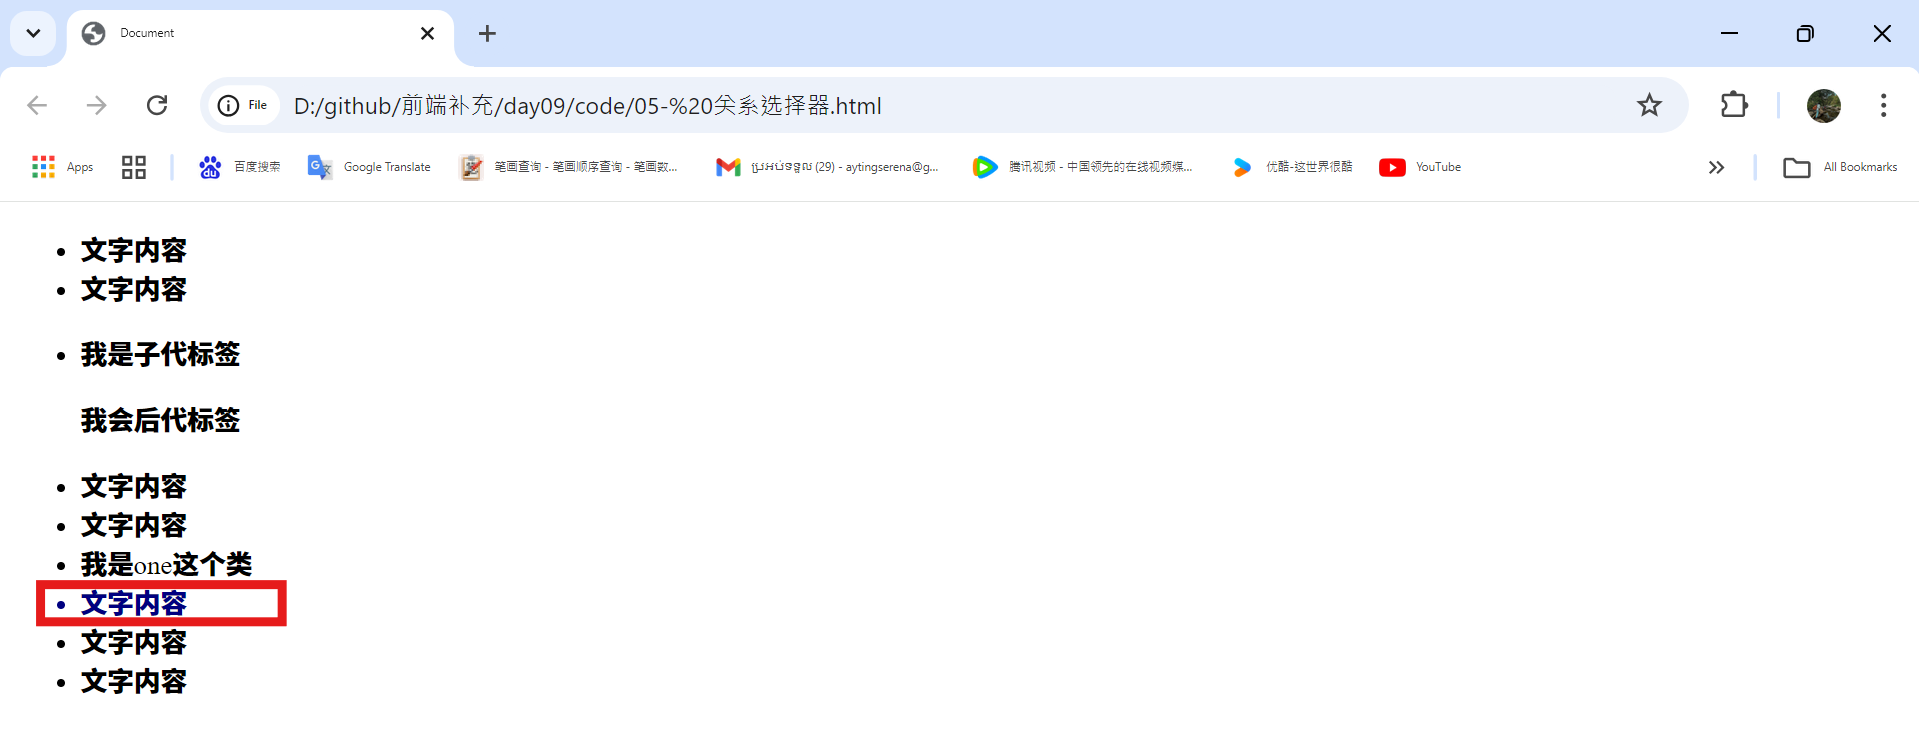 Document
File
D:/github/前端补充/day09/code/05-%20关系选择器.html
Apps
百度搜索
Google Translate
笔画查询 - 笔画顺序查询 - 笔画数...
ប្រអប់ទទួល (29) - aytingserena@g...
腾讯视频 - 中国领先的在线视频媒...
优酷-这世界很酷
YouTube
All Bookmarks
文字内容
文字内容
我是子代标签
我会后代标签
文字内容
文字内容
我是one这个类
文字内容
文字内容
文字内容